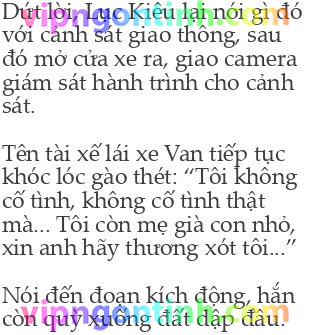 Dứt lời, Lục Kiêu lại nói gì đó
với cảnh sát giao thông, sau
đó mở cửa xe ra, giao camera
giám sát hành trình cho cảnh
sát.
Tên tài xế lái xe Van tiếp tục
khóc lóc gào thét: “Tôi không
cố tình, không cố tình thật
mà... Tôi còn mẹ già con nhỏ,
xin anh hãy thương xót tôi...”
Nói đến đoạn kích động, hắn
còn quỳ xuống đất dập đầu.
vipngontinh.com
vipngontinh.com